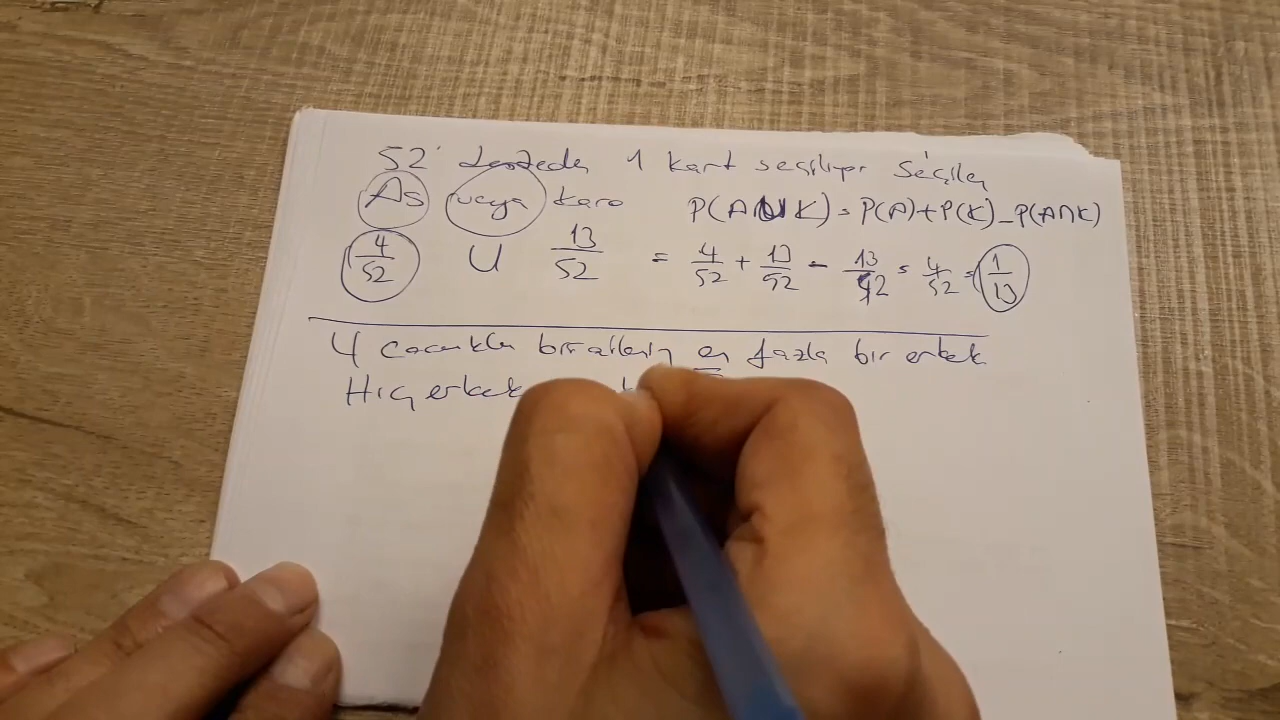 52' destede 1 kart seçiliyor seçilen
As veya karo P(A∪K) = P(A)+P(K)-P(A∩K)
4/52 U 13/52 = 4/52 + 13/52 - 13/52 = 4/52 = 1/13
4 çocuklu bir ailenin en fazla bir erkek
Hiç erkek